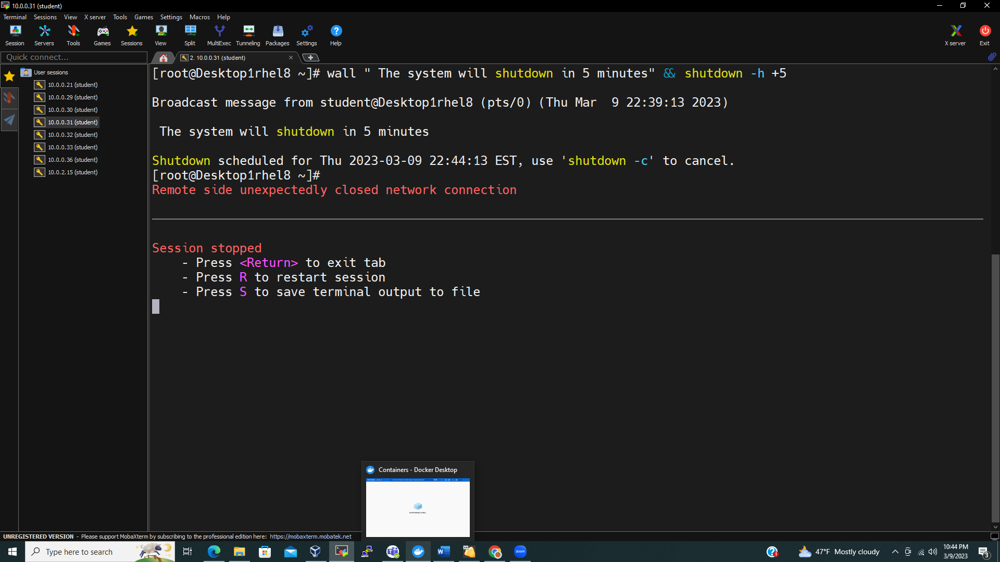 10.0.0.31 (student)
Terminal Sessions View X server Tools Games Settings Macros Help
Session Servers Tools Games Sessions View Split MultiExec Tunneling Packages Settings Help X server Exit
Quick connect...
2. 10.0.0.31 (student)
User sessions
10.0.0.21 (student)
10.0.0.29 (student)
10.0.0.30 (student)
10.0.0.31 (student)
10.0.0.32 (student)
10.0.0.33 (student)
10.0.0.36 (student)
10.0.2.15 (student)
[root@Desktop1rhel8 ~]# wall " The system will shutdown in 5 minutes" && shutdown -h +5
Broadcast message from student@Desktop1rhel8 (pts/0) (Thu Mar  9 22:39:13 2023)
The system will shutdown in 5 minutes
Shutdown scheduled for Thu 2023-03-09 22:44:13 EST, use 'shutdown -c' to cancel.
[root@Desktop1rhel8 ~]#
Remote side unexpectedly closed network connection
Session stopped
- Press <Return> to exit tab
- Press R to restart session
- Press S to save terminal output to file
Containers - Docker Desktop
UNREGISTERED VERSION - Please support MobaXterm by subscribing to the professional edition here: https://mobaxterm.mobatek.net
Type here to search
zoom
47°F Mostly cloudy
10:44 PM
3/9/2023
3